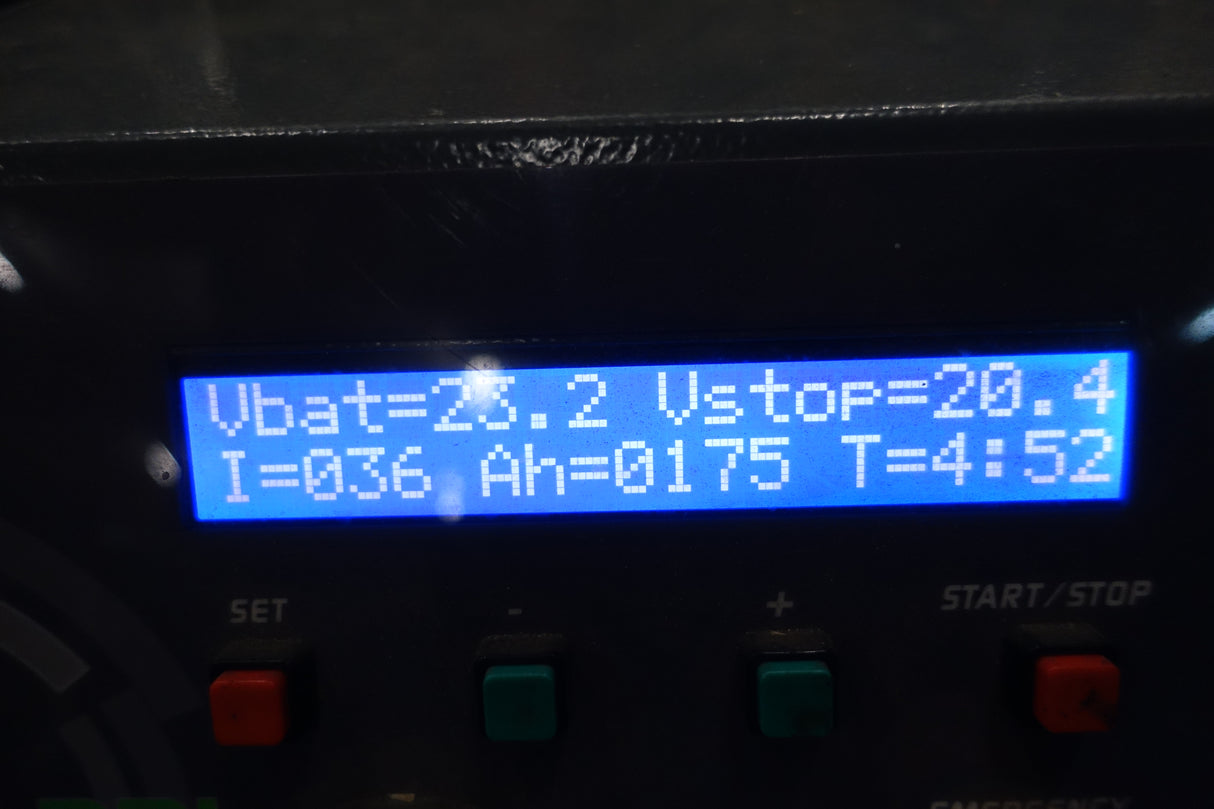 Vbat=23.2 Vstop=20.4
I=036 Ah=0175 T=4:52
SET - + START/STOP